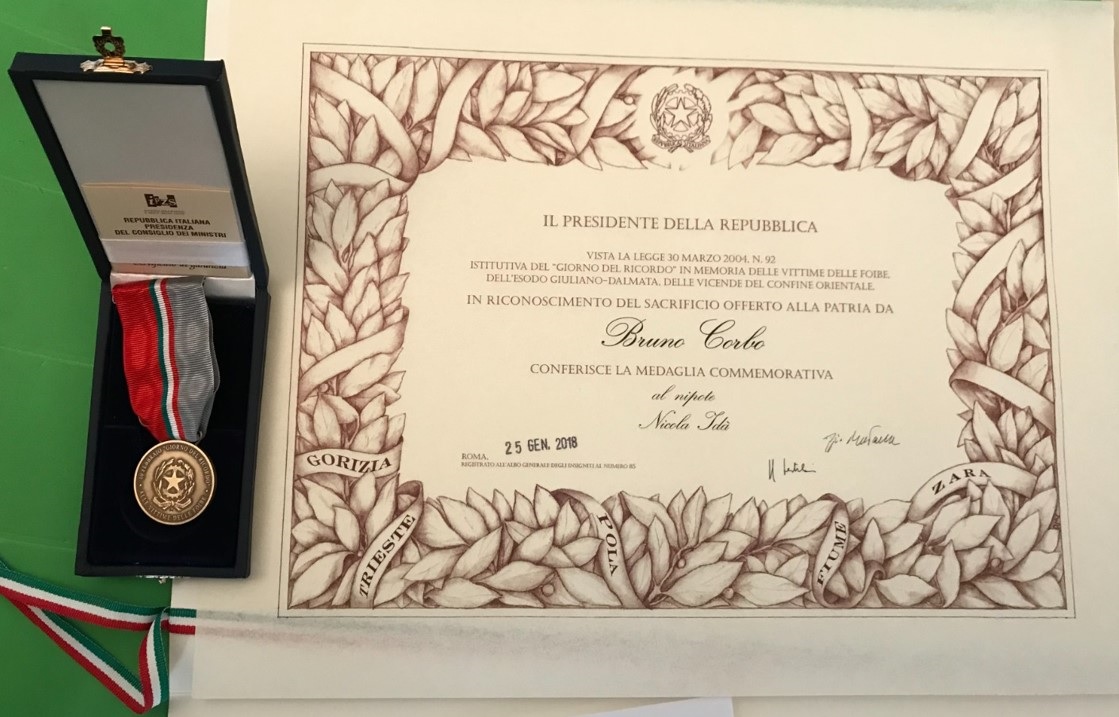 REPUBBLICA ITALIANA
PRESIDENZA
DEL CONSIGLIO DEI MINISTRI
IL PRESIDENTE DELLA REPUBBLICA
VISTA LA LEGGE 30 MARZO 2004, N. 92
ISTITUTIVA DEL "GIORNO DEL RICORDO" IN MEMORIA DELLE VITTIME DELLE FOIBE,
DELL'ESODO GIULIANO-DALMATA, DELLE VICENDE DEL CONFINE ORIENTALE,
IN RICONOSCIMENTO DEL SACRIFICIO OFFERTO ALLA PATRIA DA
Bruno Corbo
CONFERISCE LA MEDAGLIA COMMEMORATIVA
al nipote
Nicola Idà
25 GEN. 2018
ROMA,
REGISTRATO ALL'ALBO GENERALE DEGLI INSIGNITI AL NUMERO 85
GORIZIA
TRIESTE
POLA
FIUME
ZARA